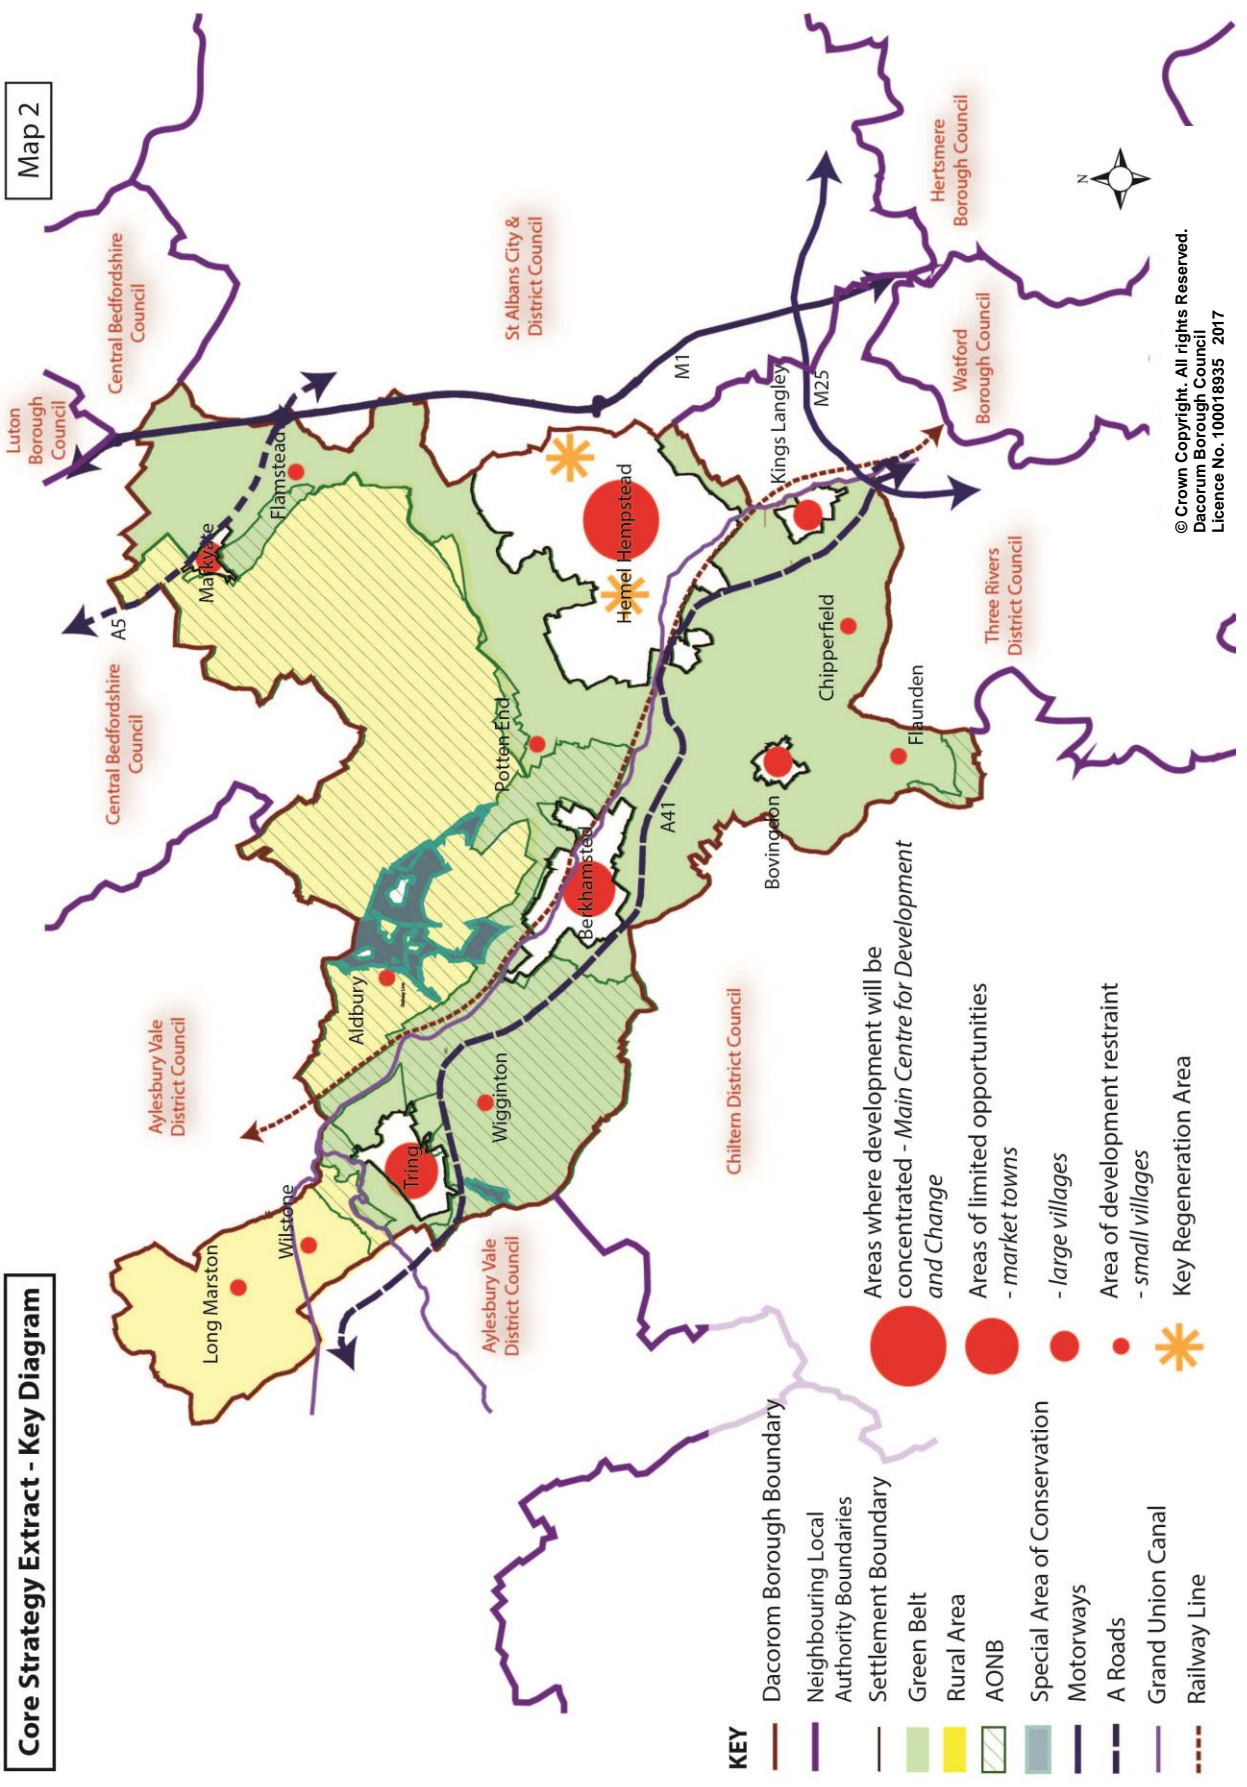 Core Strategy Extract - Key Diagram
Map 2
Luton
Borough
Council
Central Bedfordshire
Council
Central Bedfordshire
Council
Aylesbury Vale
District Council
St Albans City &
District Council
A5
Markyate
Flamstead
M1
Long Marston
Wilstone
Aldbury
Potten End
Hemel Hempstead
Tring
Wigginton
Berkhamsted
A41
Kings Langley
M25
Bovingdon
Chipperfield
Flaunden
Aylesbury Vale
District Council
Chiltern District Council
Three Rivers
District Council
Watford
Borough Council
Hertsmere
Borough Council
N
KEY
Dacorom Borough Boundary
Neighbouring Local
Authority Boundaries
Settlement Boundary
Green Belt
Rural Area
AONB
Special Area of Conservation
Motorways
A Roads
Grand Union Canal
Railway Line
Areas where development will be
concentrated - Main Centre for Development
and Change
Areas of limited opportunities
- market towns
- large villages
Area of development restraint
- small villages
Key Regeneration Area
© Crown Copyright. All rights Reserved.
Dacorum Borough Council
Licence No. 100018935 2017